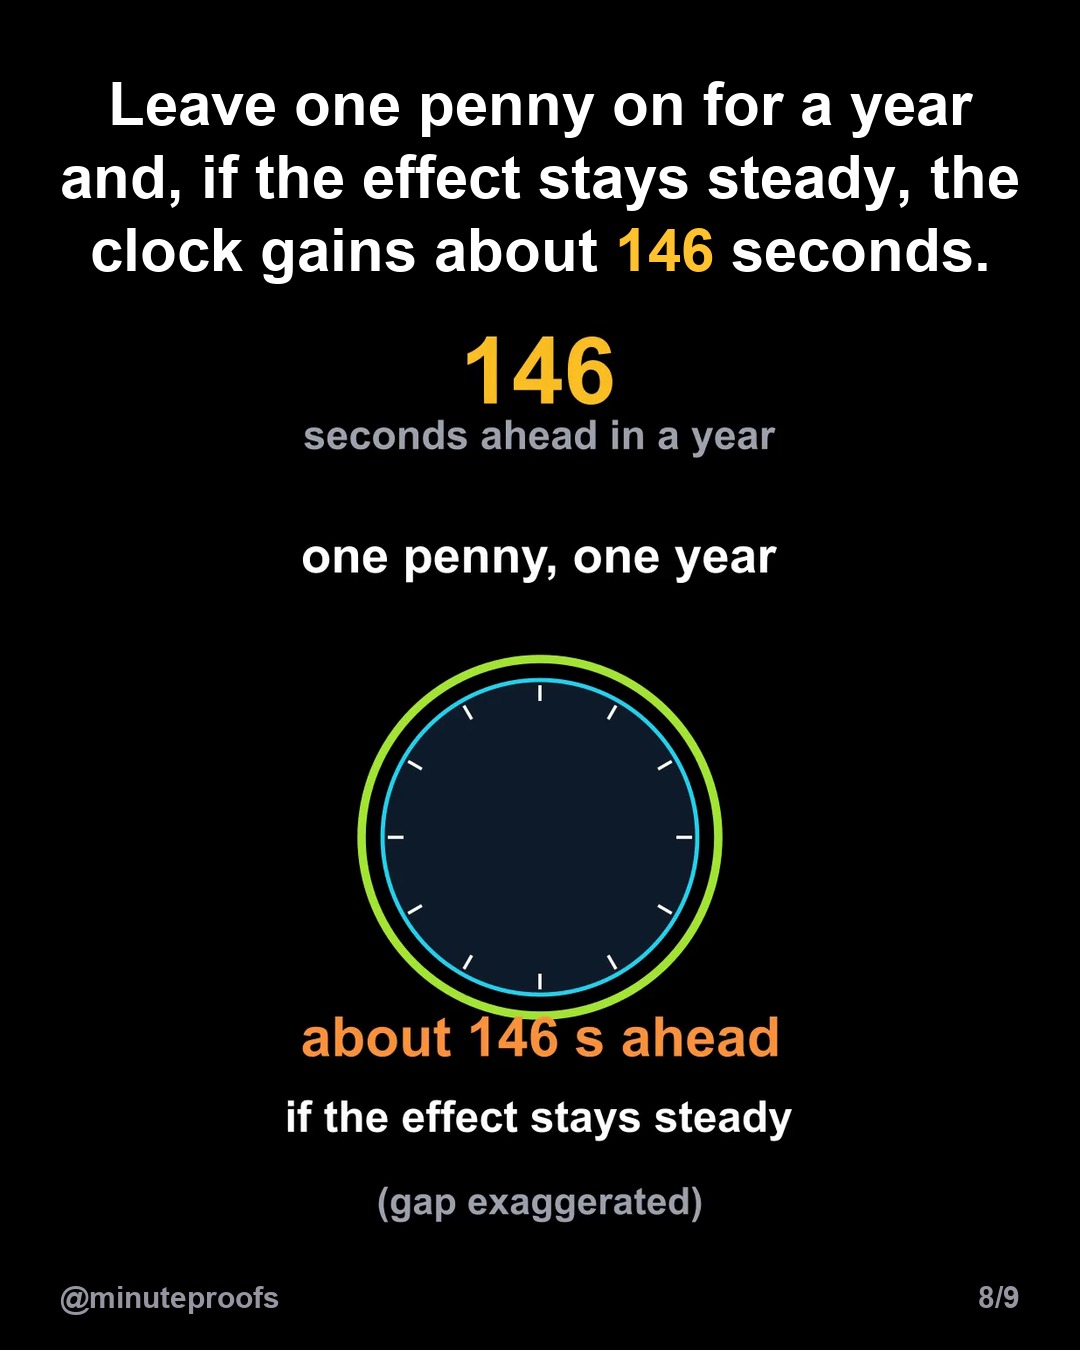 Leave one penny on for a year
and, if the effect stays steady, the
clock gains about 146 seconds.
146
seconds ahead in a year
one penny, one year
about 146 s ahead
if the effect stays steady
(gap exaggerated)
@minuteproofs
8/9